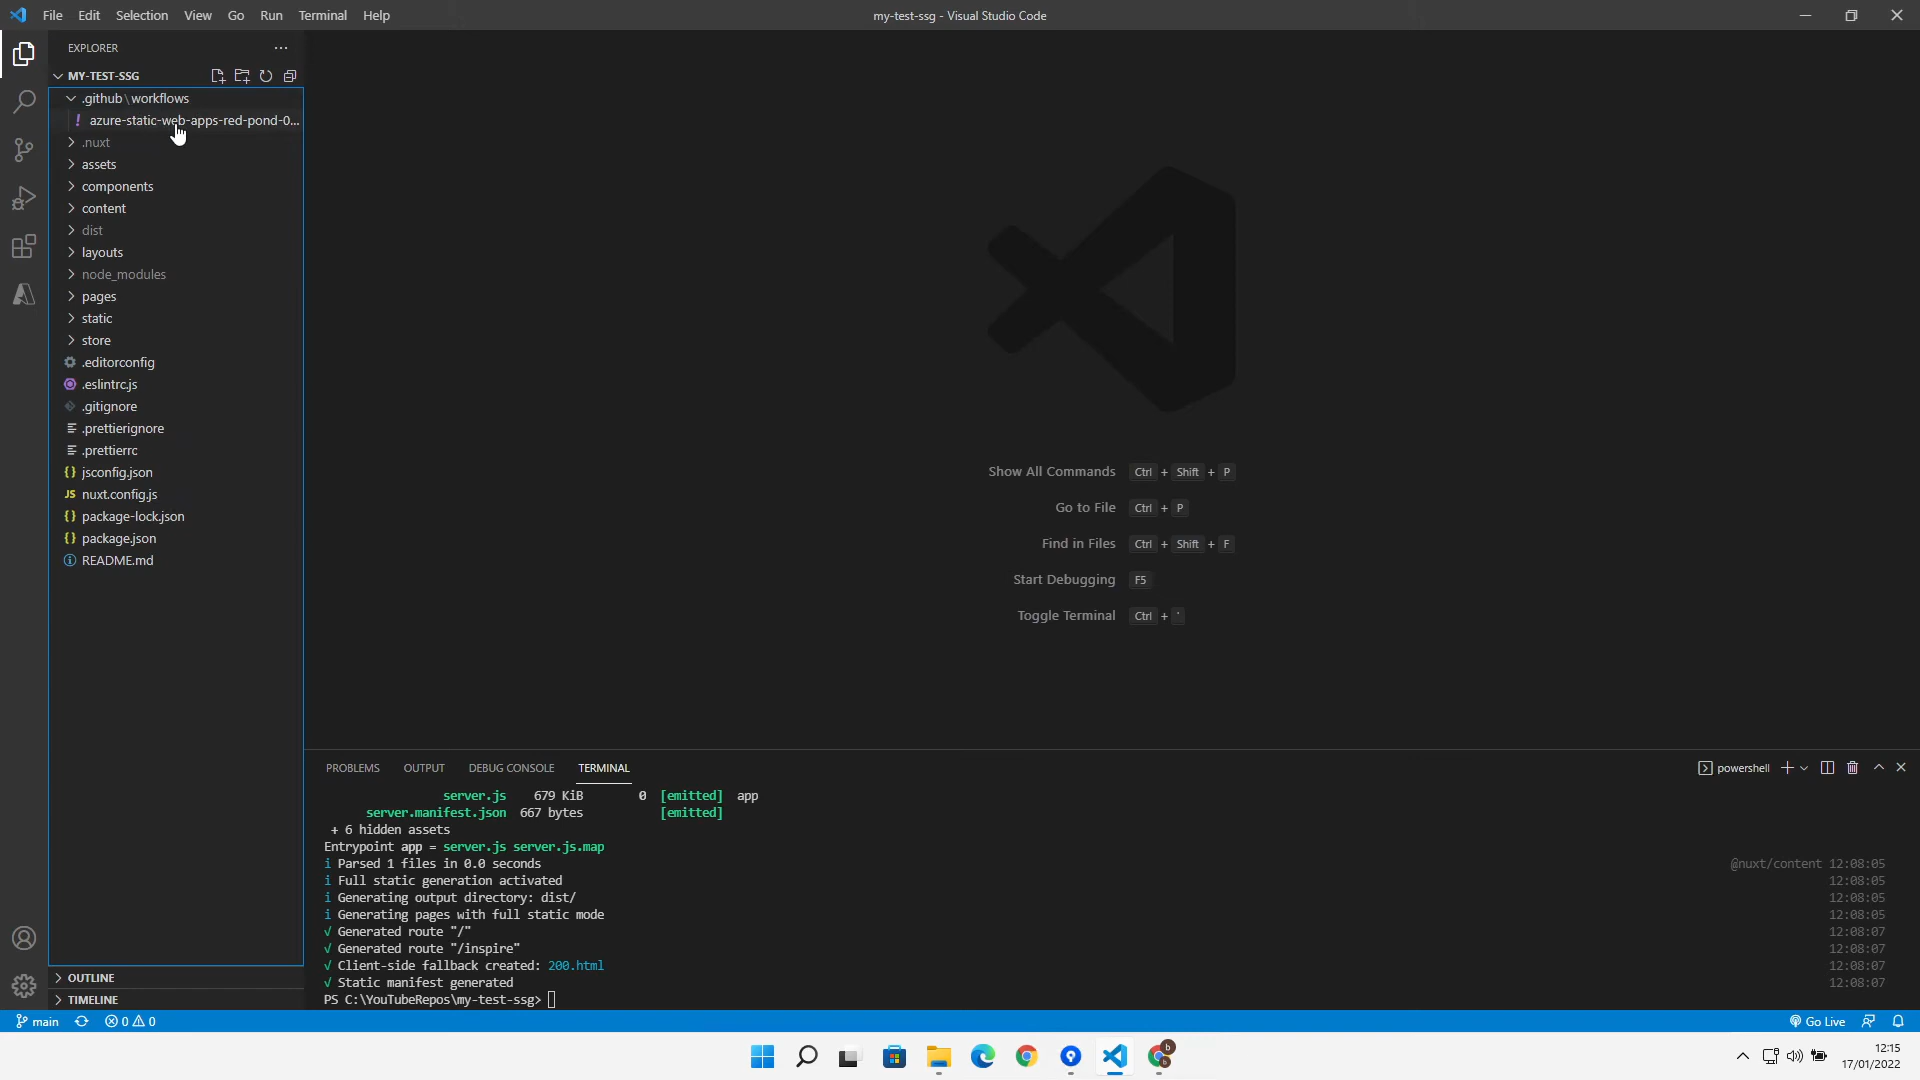 File Edit Selection View Go Run Terminal Help
my-test-ssg - Visual Studio Code
EXPLORER
MY-TEST-SSG
.github\workflows
azure-static-web-apps-red-pond-0...
.nuxt
assets
components
content
dist
layouts
node_modules
pages
static
store
.editorconfig
.eslintrc.js
.gitignore
.prettierignore
.prettierrc
jsconfig.json
nuxt.config.js
package-lock.json
package.json
README.md
OUTLINE
TIMELINE
Show All Commands Ctrl + Shift + P
Go to File Ctrl + P
Find in Files Ctrl + Shift + F
Start Debugging F5
Toggle Terminal Ctrl + '
PROBLEMS OUTPUT DEBUG CONSOLE TERMINAL
powershell
server.js 679 KiB 0 [emitted] app
server.manifest.json 667 bytes [emitted]
+ 6 hidden assets
Entrypoint app = server.js server.js.map
i Parsed 1 files in 0.0 seconds @nuxt/content 12:08:05
i Full static generation activated 12:08:05
i Generating output directory: dist/ 12:08:05
i Generating pages with full static mode 12:08:05
√ Generated route "/" 12:08:07
√ Generated route "/inspire" 12:08:07
√ Client-side fallback created: 200.html 12:08:07
√ Static manifest generated 12:08:07
PS C:\YouTubeRepos\my-test-ssg>
main 0 0
Go Live
b
b
12:15
17/01/2022